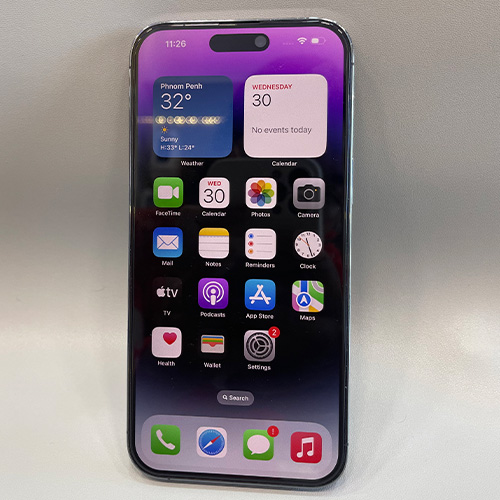 11:26
Phnom Penh
32°
Sunny
H:33° L:24°
Weather
WEDNESDAY
30
No events today
Calendar
WED
30
FaceTime
Calendar
Photos
Camera
Mail
Notes
Reminders
Clock
tv
TV
Podcasts
App Store
Maps
Health
Wallet
2
Settings
Search
!